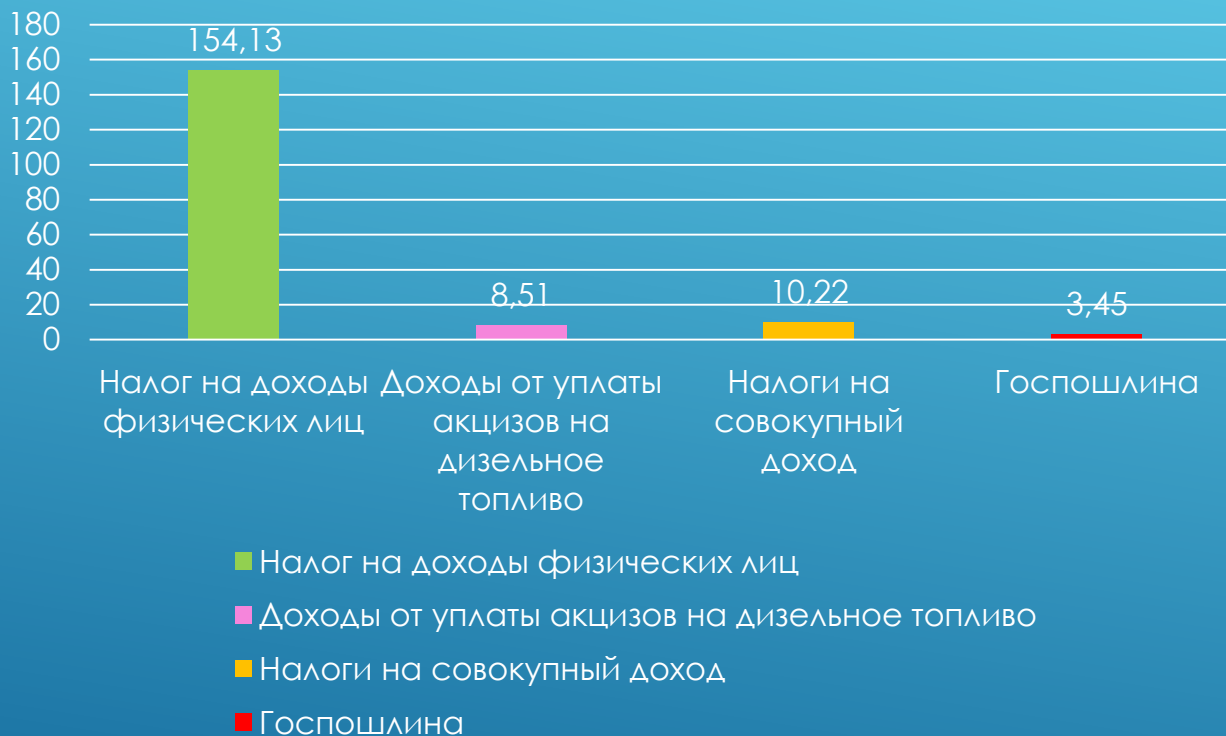 180
160
140
120
100
80
60
40
20
0
154,13
8,51
10,22
3,45
Налог на доходы
физических лиц
Доходы от уплаты
акцизов на
дизельное
топливо
Налоги на
совокупный
доход
Госпошлина
Налог на доходы физических лиц
Доходы от уплаты акцизов на дизельное топливо
Налоги на совокупный доход
Госпошлина